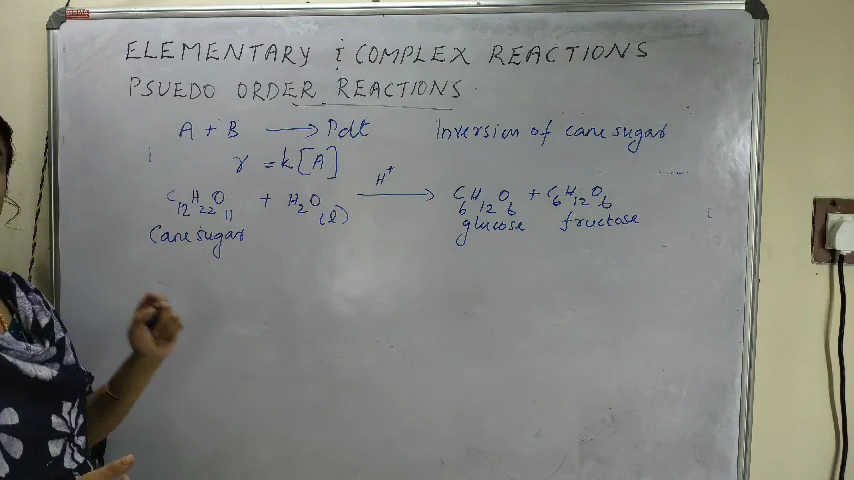 ELEMENTARY & COMPLEX REACTIONS
PSUEDO ORDER REACTIONS
A + B ⟶ Pdt Inversion of cane sugar
r = k[A]
C₁₂H₂₂O₁₁ + H₂O(l) —H⁺→ C₆H₁₂O₆ + C₆H₁₂O₆
Cane sugar glucose fructose